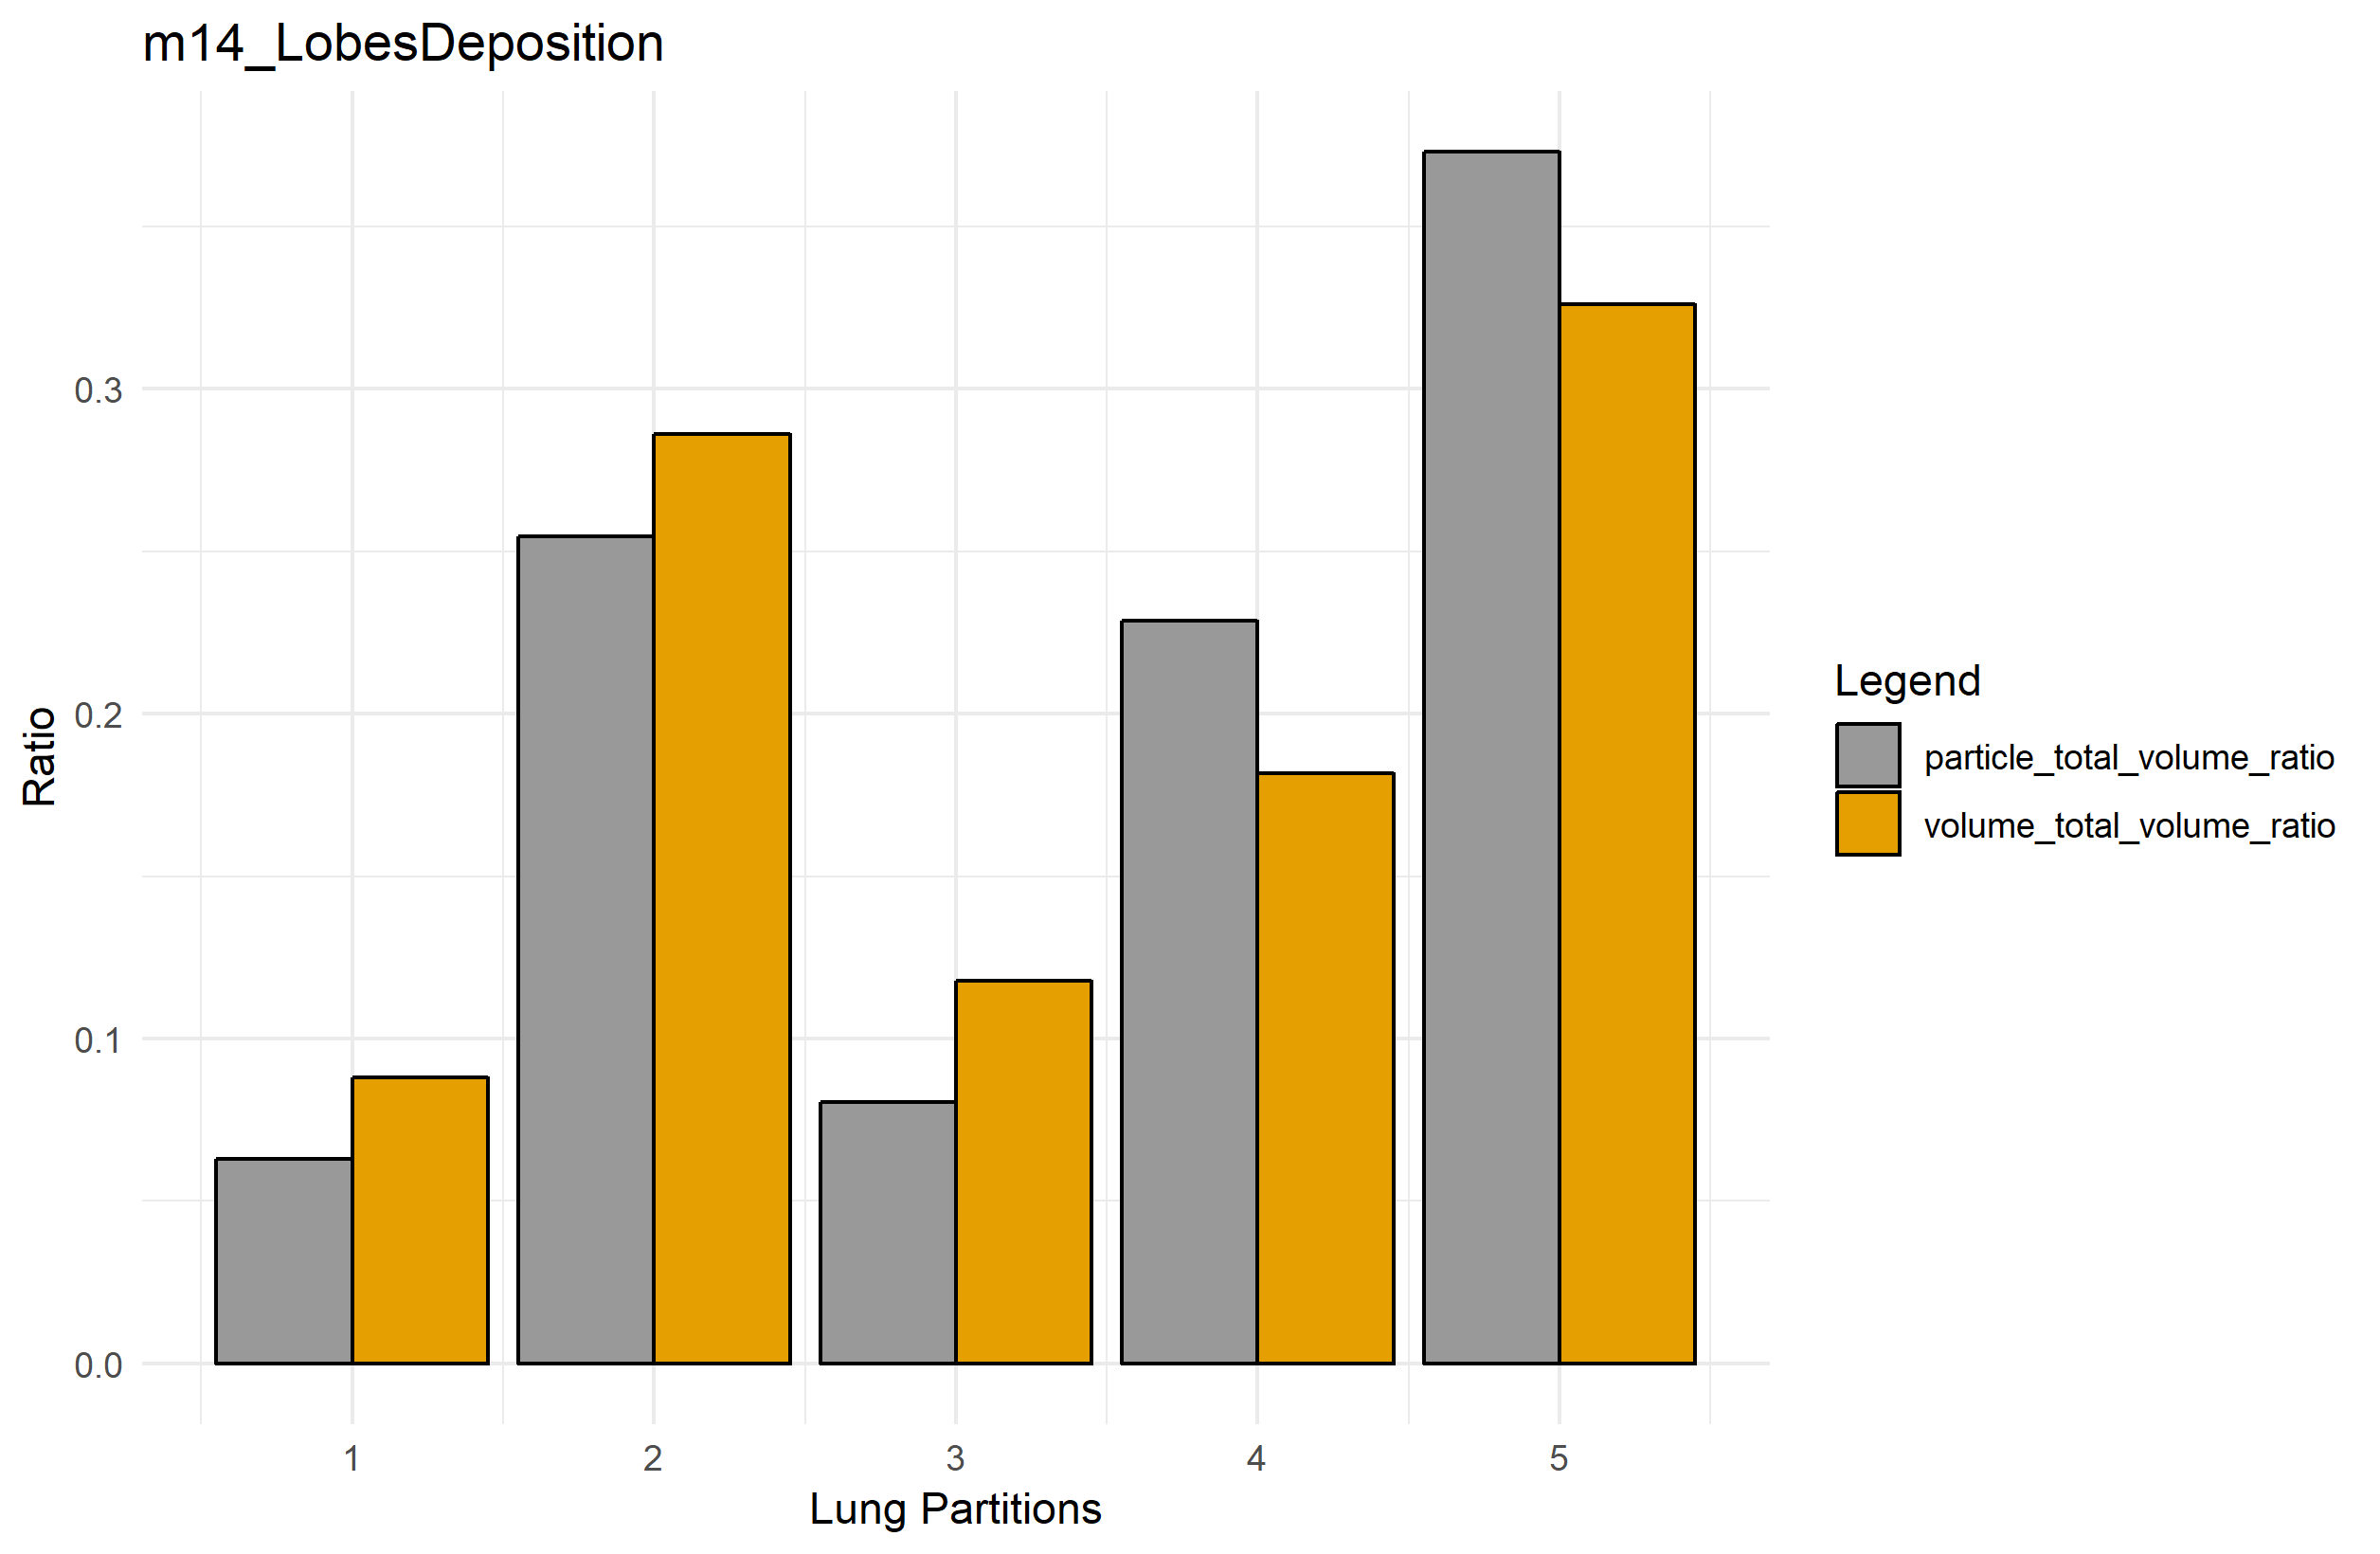 m14_LobesDeposition
Ratio
0.3
0.2
0.1
0.0
1 2 3 4 5
Lung Partitions
Legend
particle_total_volume_ratio
volume_total_volume_ratio